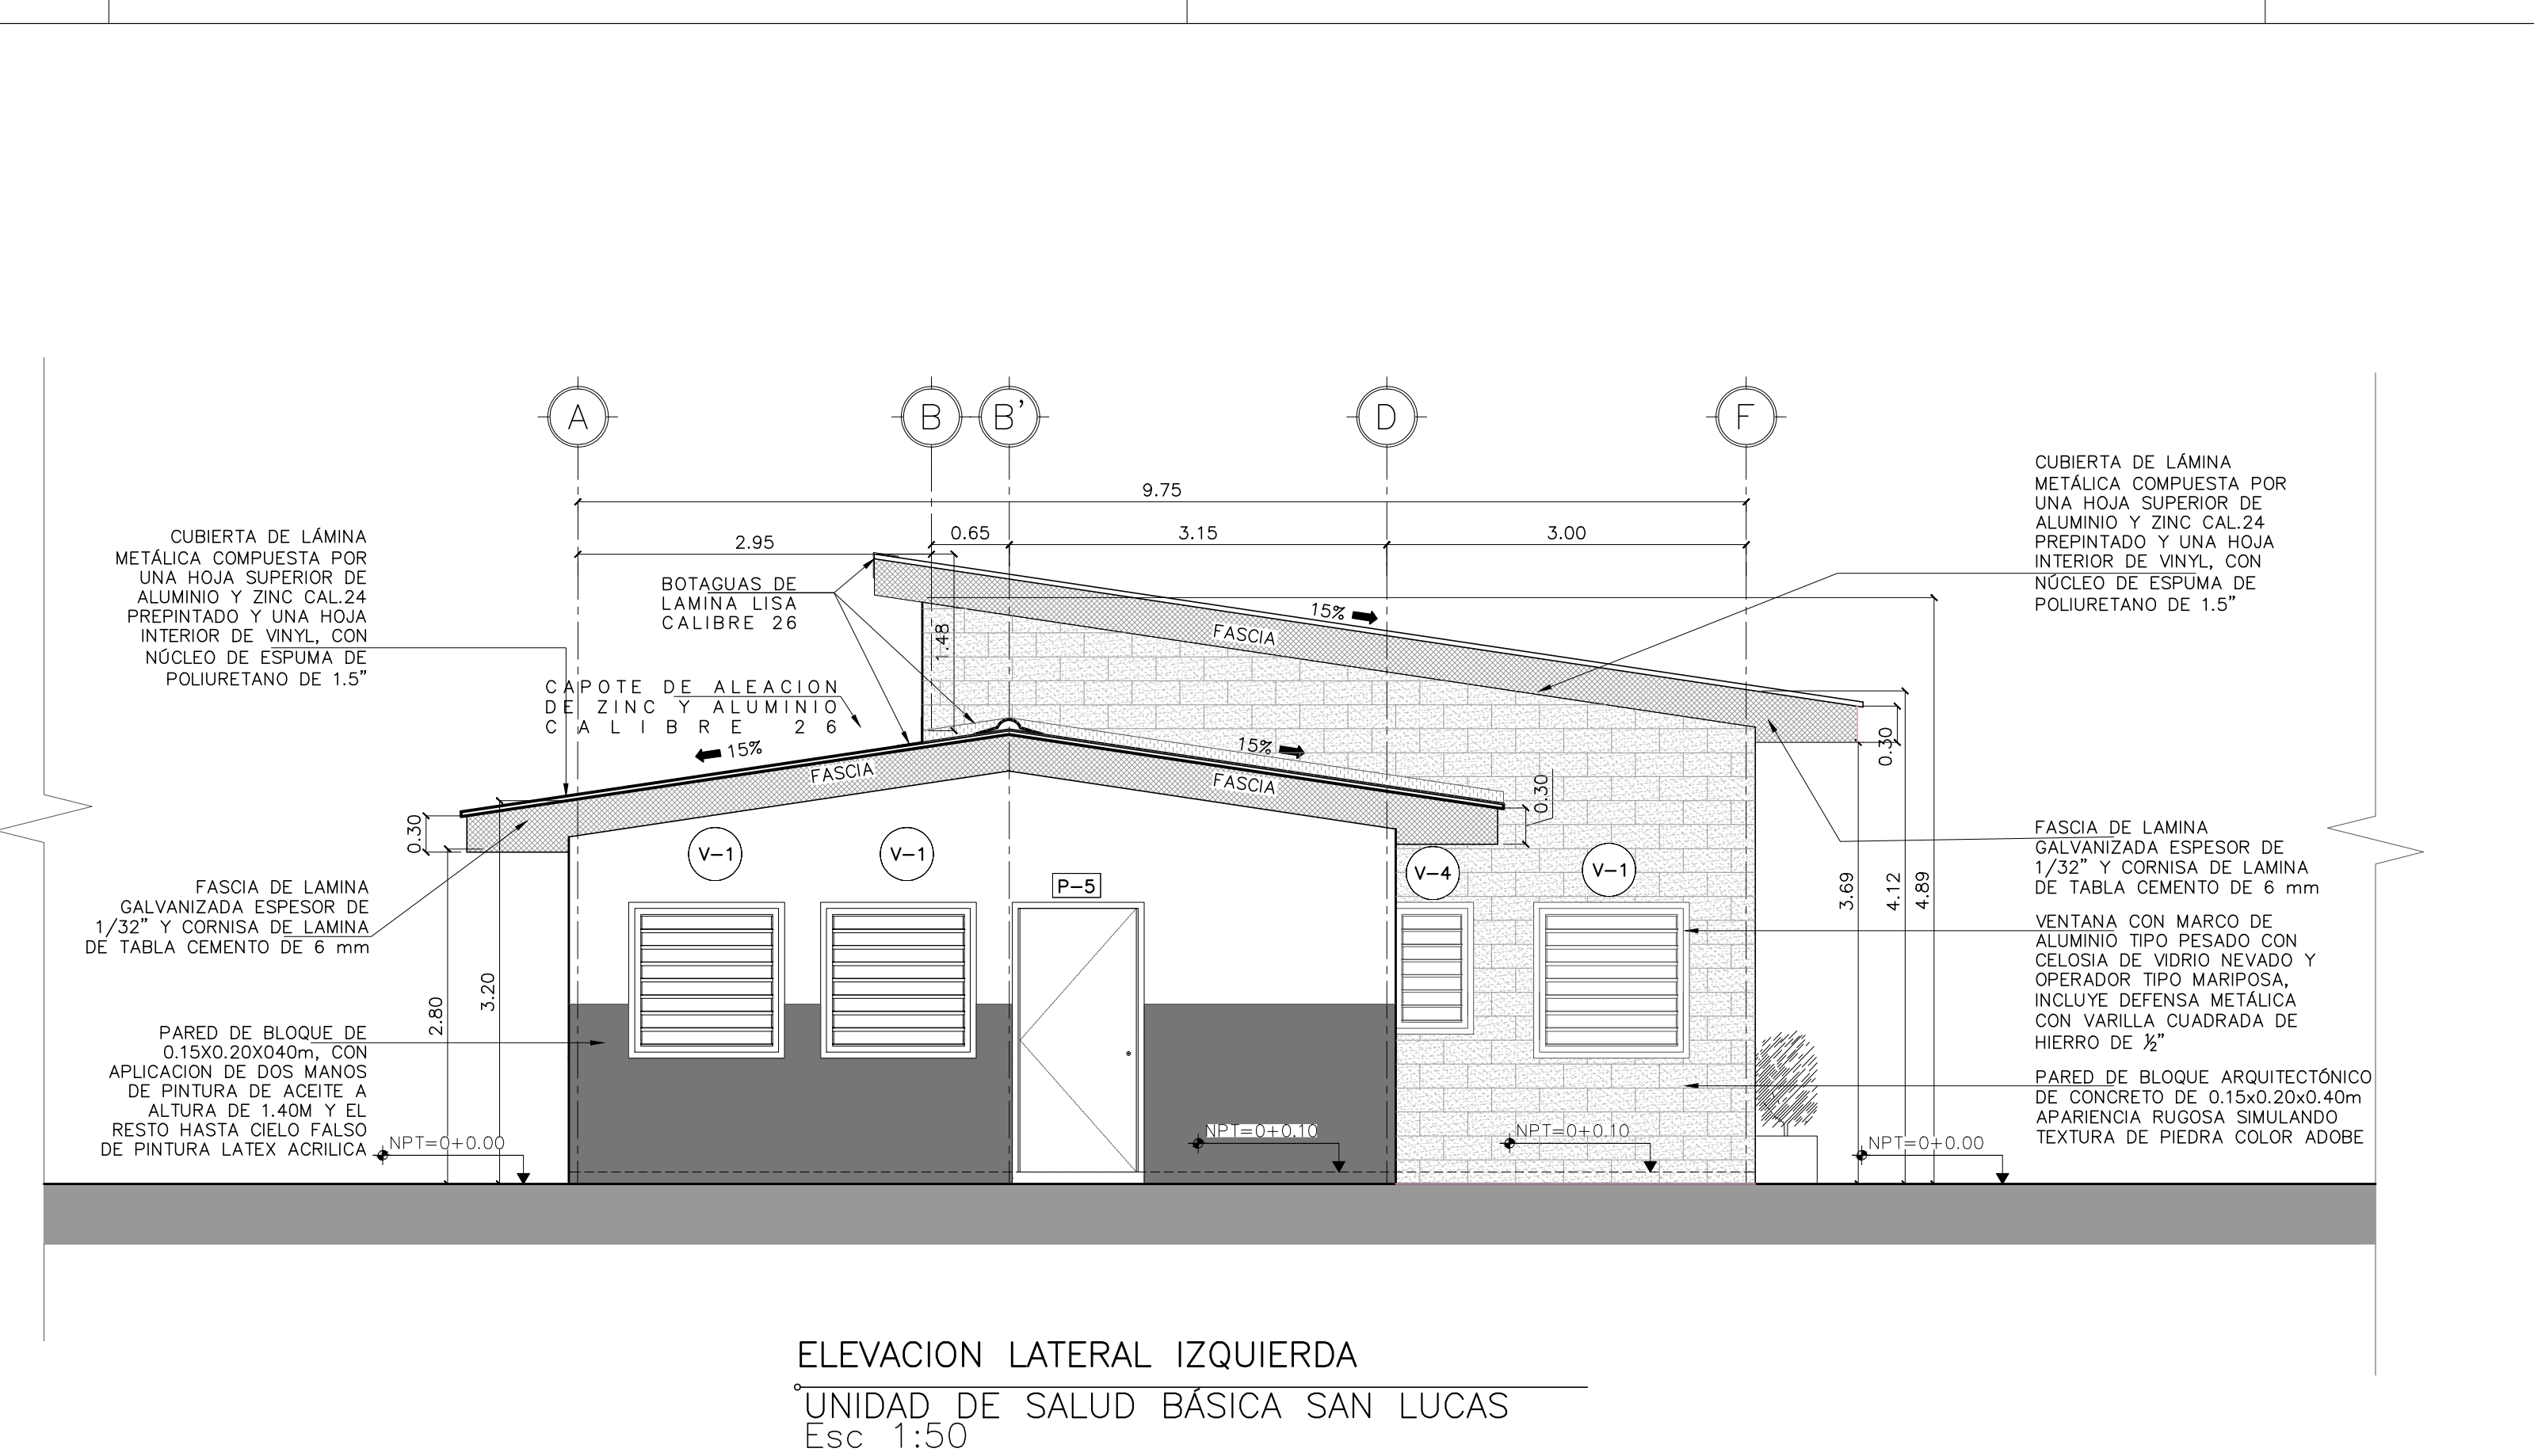 A
B
B'
D
F
9.75
2.95
0.65
3.15
3.00
CUBIERTA DE LÁMINA
METÁLICA COMPUESTA POR
UNA HOJA SUPERIOR DE
ALUMINIO Y ZINC CAL.24
PREPINTADO Y UNA HOJA
INTERIOR DE VINYL, CON
NÚCLEO DE ESPUMA DE
POLIURETANO DE 1.5”
BOTAGUAS DE
LAMINA LISA
CALIBRE 26
CAPOTE DE ALEACION
DE ZINC Y ALUMINIO
CALIBRE 26
CUBIERTA DE LÁMINA
METÁLICA COMPUESTA POR
UNA HOJA SUPERIOR DE
ALUMINIO Y ZINC CAL.24
PREPINTADO Y UNA HOJA
INTERIOR DE VINYL, CON
NÚCLEO DE ESPUMA DE
POLIURETANO DE 1.5”
15%
FASCIA
1.48
15%
15%
FASCIA
FASCIA
0.30
0.30
0.30
V-1
V-1
P-5
V-4
V-1
FASCIA DE LAMINA
GALVANIZADA ESPESOR DE
1/32” Y CORNISA DE LAMINA
DE TABLA CEMENTO DE 6 mm
2.80
3.20
PARED DE BLOQUE DE
0.15X0.20X040m, CON
APLICACION DE DOS MANOS
DE PINTURA DE ACEITE A
ALTURA DE 1.40M Y EL
RESTO HASTA CIELO FALSO
DE PINTURA LATEX ACRILICA
NPT=0+0.00
NPT=0+0.10
NPT=0+0.10
NPT=0+0.00
3.69
4.12
4.89
FASCIA DE LAMINA
GALVANIZADA ESPESOR DE
1/32” Y CORNISA DE LAMINA
DE TABLA CEMENTO DE 6 mm
VENTANA CON MARCO DE
ALUMINIO TIPO PESADO CON
CELOSIA DE VIDRIO NEVADO Y
OPERADOR TIPO MARIPOSA,
INCLUYE DEFENSA METÁLICA
CON VARILLA CUADRADA DE
HIERRO DE ½”
PARED DE BLOQUE ARQUITECTÓNICO
DE CONCRETO DE 0.15x0.20x0.40m
APARIENCIA RUGOSA SIMULANDO
TEXTURA DE PIEDRA COLOR ADOBE
ELEVACION LATERAL IZQUIERDA
UNIDAD DE SALUD BÁSICA SAN LUCAS
Esc 1:50